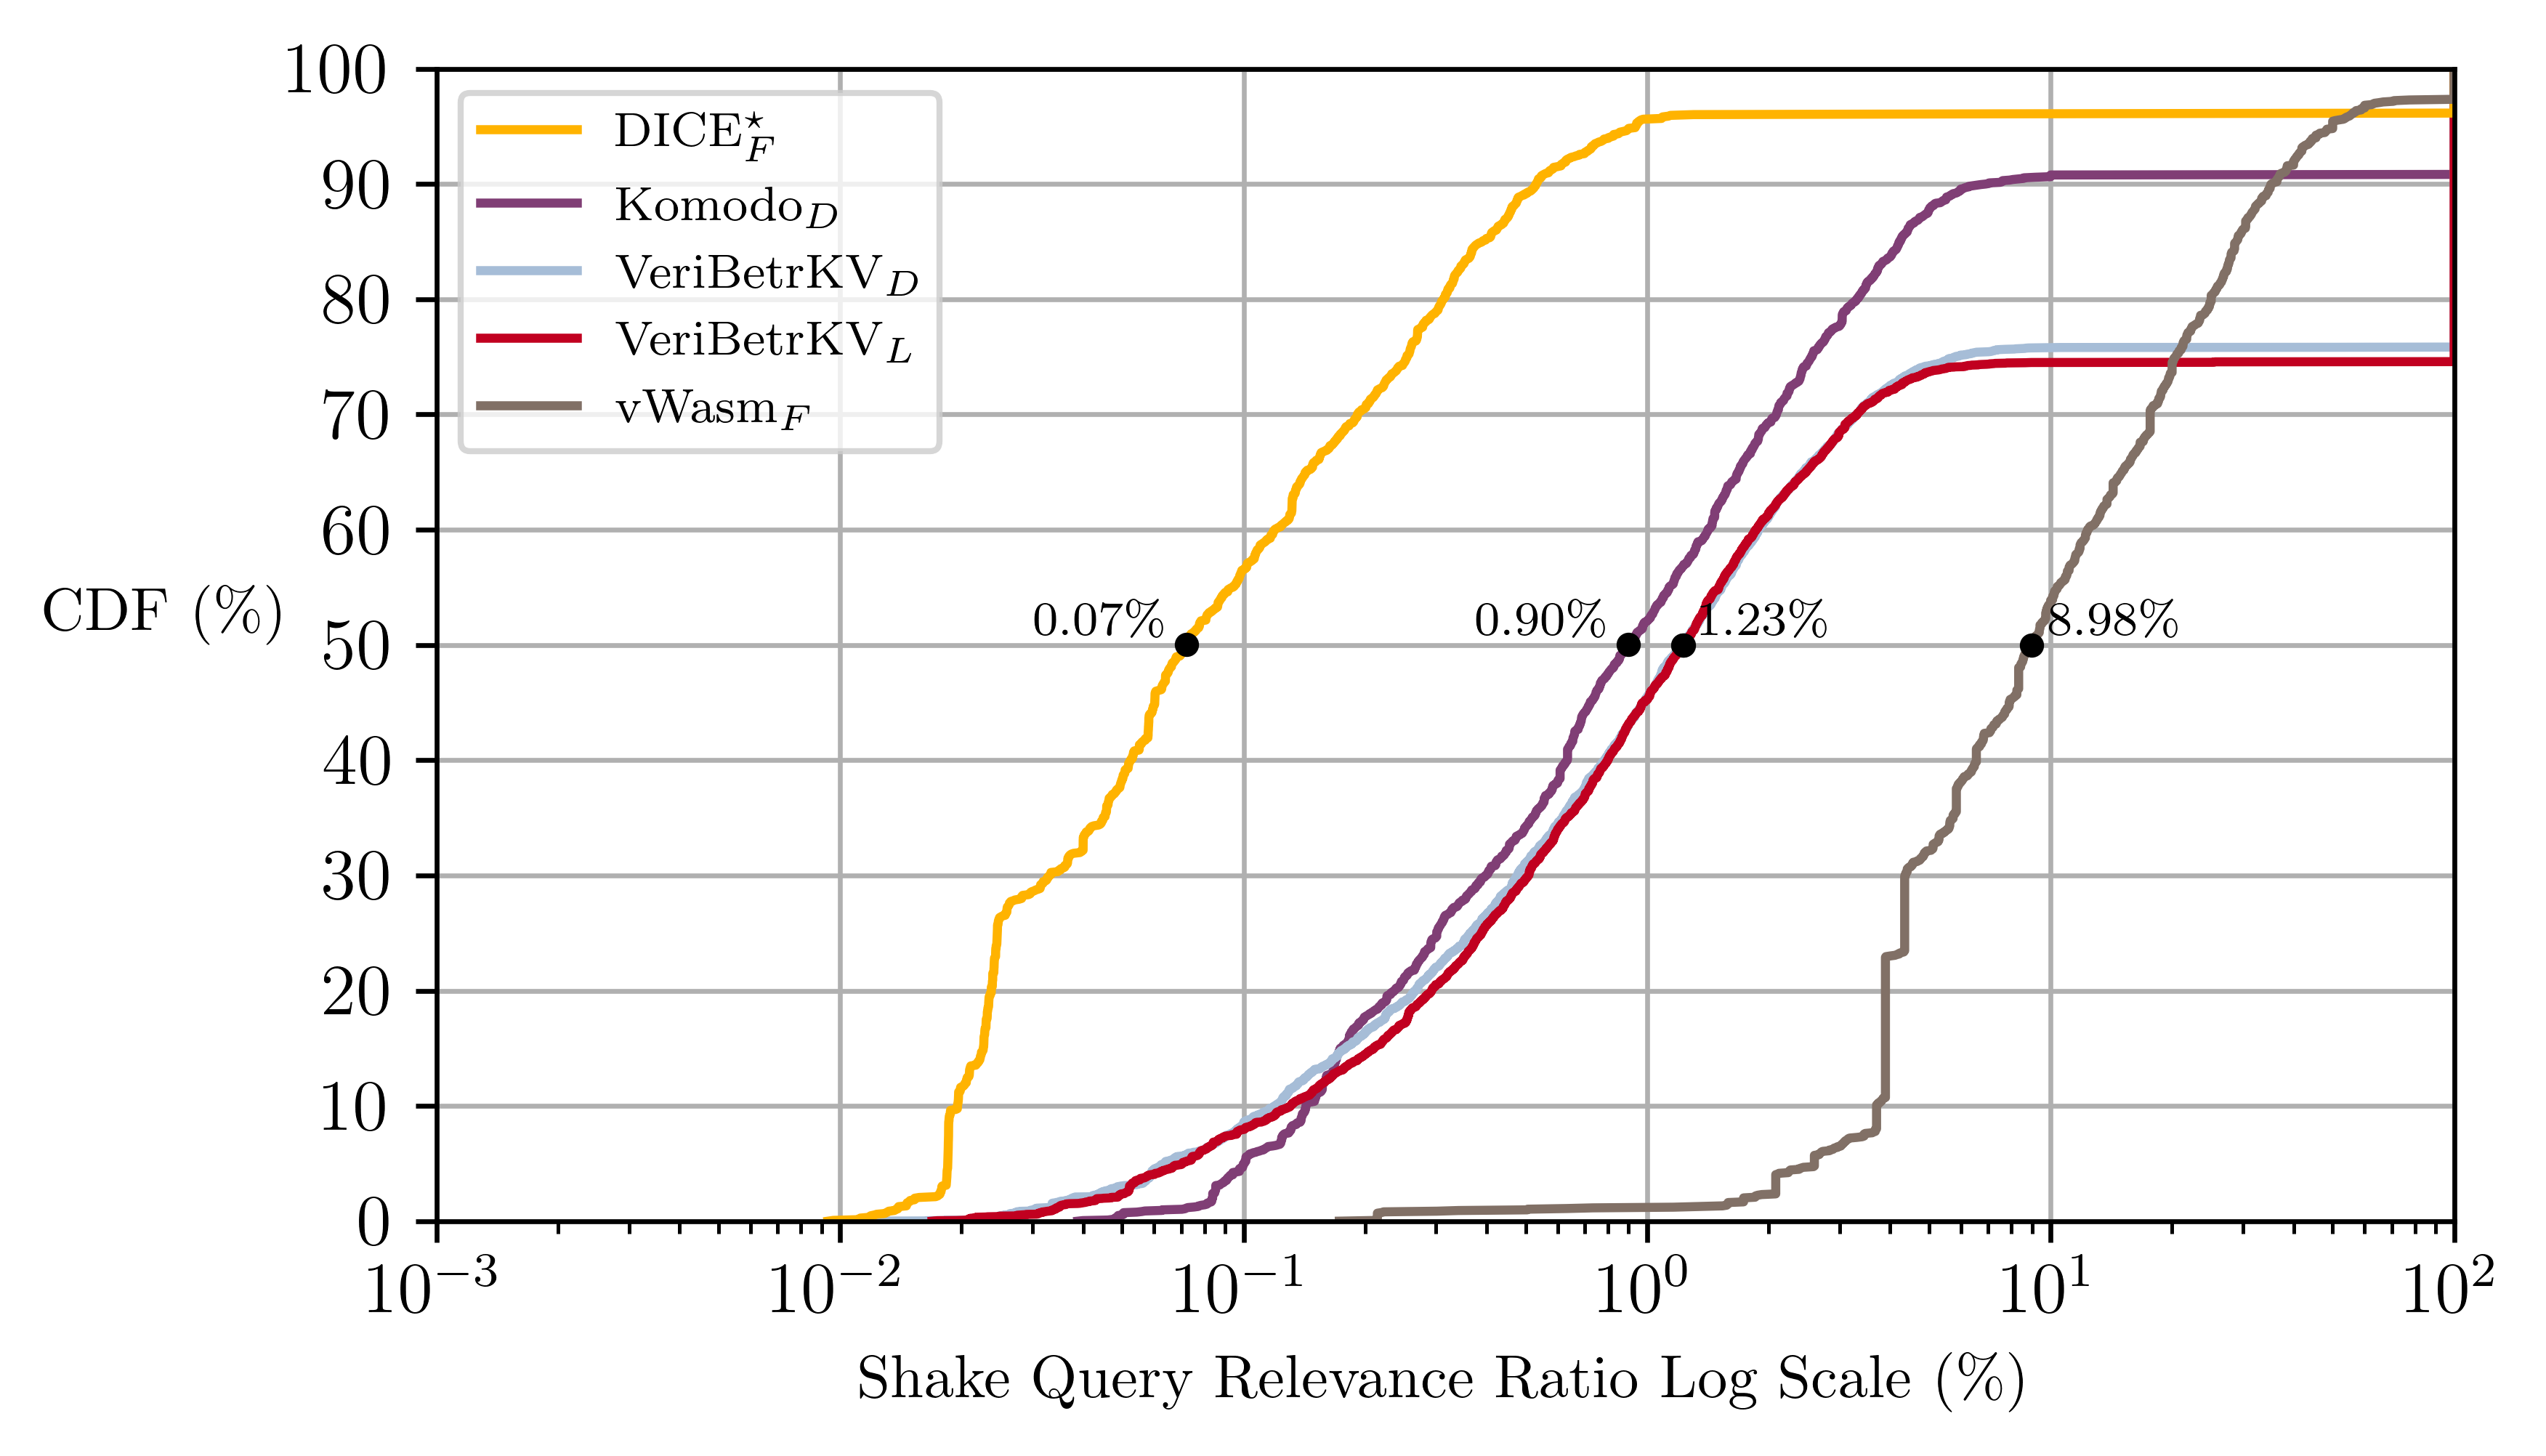 100
90
80
70
60
50
40
30
20
10
0
CDF (%)
DICE⋆F
KomodoD
VeriBetrKVD
VeriBetrKVL
vWasmF
0.07%
0.90%
1.23%
8.98%
10−3 10−2 10−1 100 101 102
Shake Query Relevance Ratio Log Scale (%)